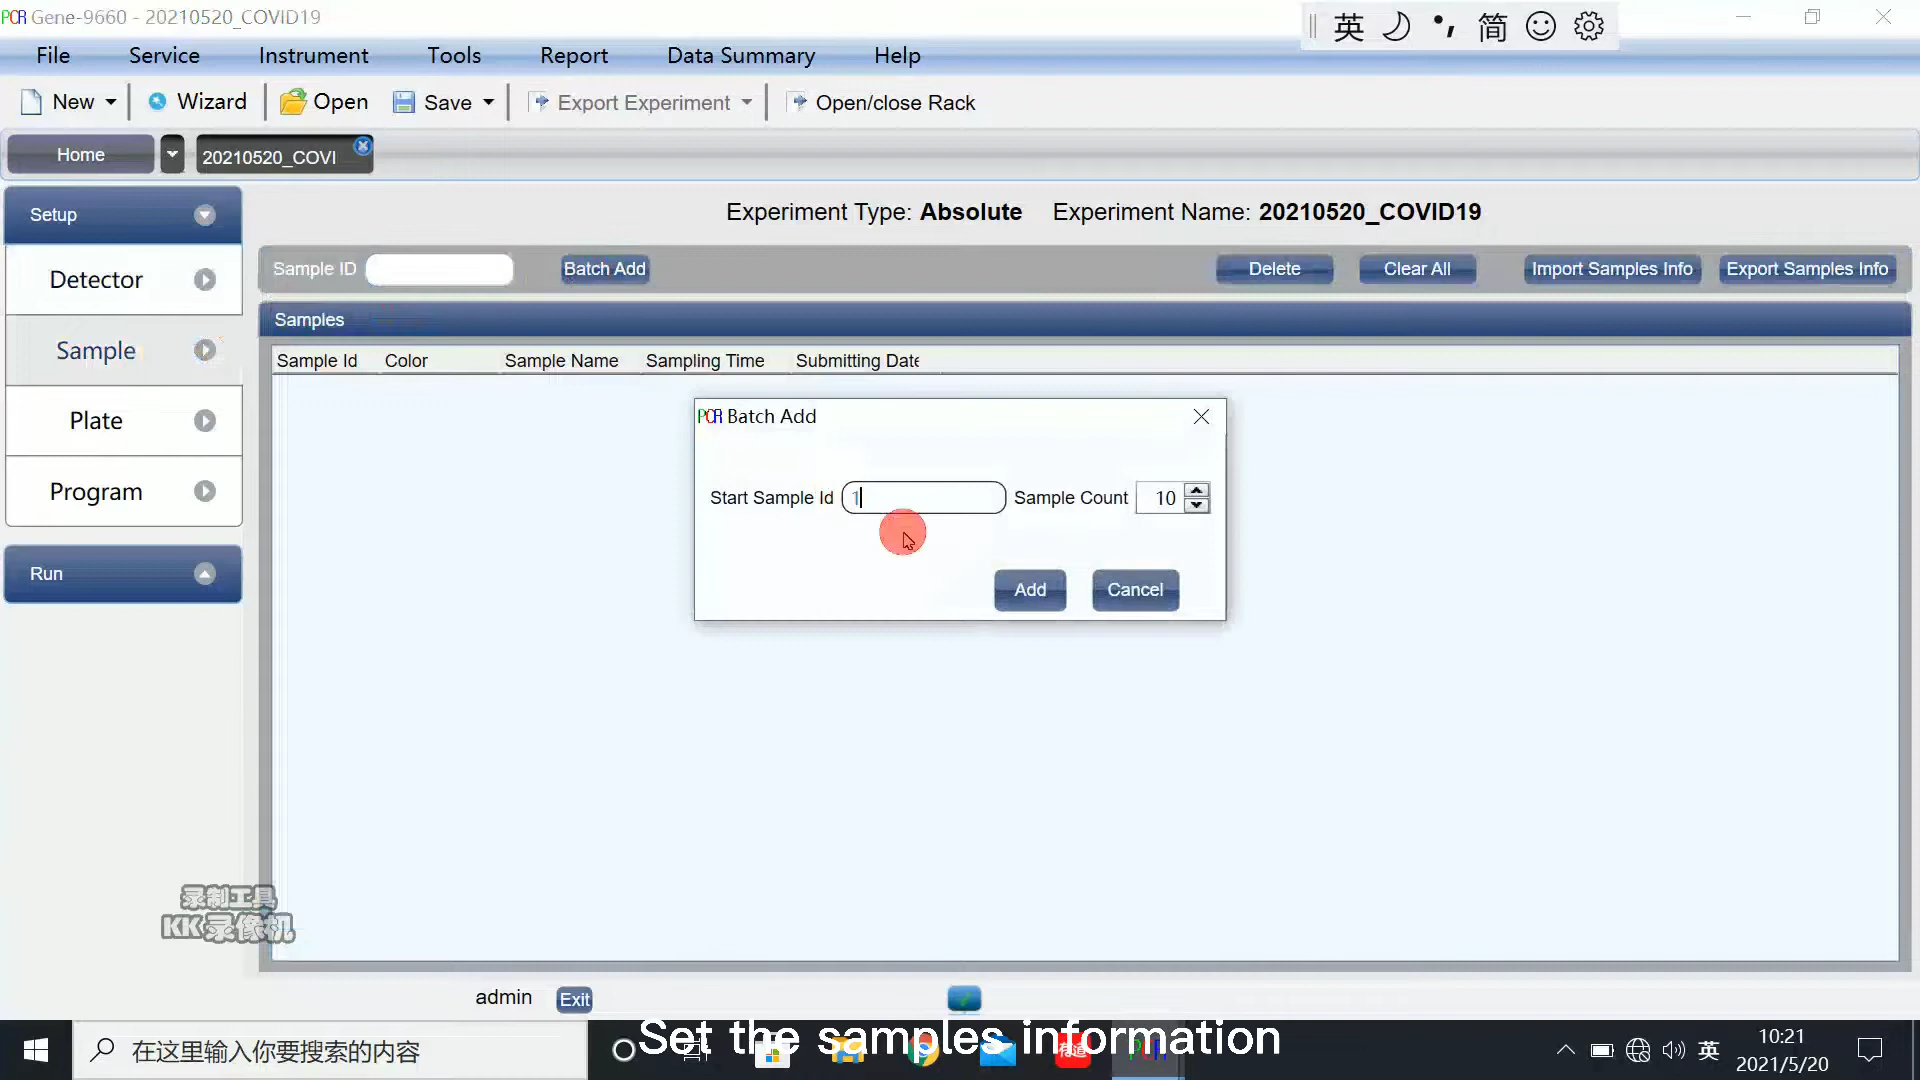 PCR Gene-9660 - 20210520_COVID19
英 简
File Service Instrument Tools Report Data Summary Help
New Wizard Open Save Export Experiment Open/close Rack
Home 20210520_COVI
Setup
Experiment Type: Absolute Experiment Name: 20210520_COVID19
Detector
Sample ID Batch Add Delete Clear All Import Samples Info Export Samples Info
Samples
Sample
Sample Id Color Sample Name Sampling Time Submitting Date
Plate
PCR Batch Add
Program
Start Sample Id 1 Sample Count 10
Run
Add Cancel
录制工具
KK录像机
admin Exit
Set the samples information
在这里输入你要搜索的内容
有道
PCR
英
10:21
2021/5/20